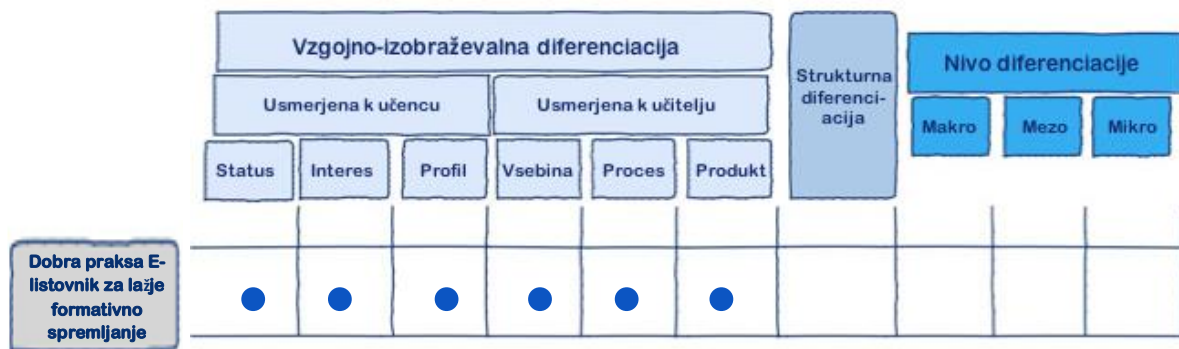 Vzgojno-izobraževalna diferenciacija
Usmerjena k učencu
Usmerjena k učitelju
Status
Interes
Profil
Vsebina
Proces
Produkt
Strukturna
diferenci-
acija
Nivo diferenciacije
Makro
Mezo
Mikro
Dobra praksa E-
listovnik za lažje
formativno
spremljanje